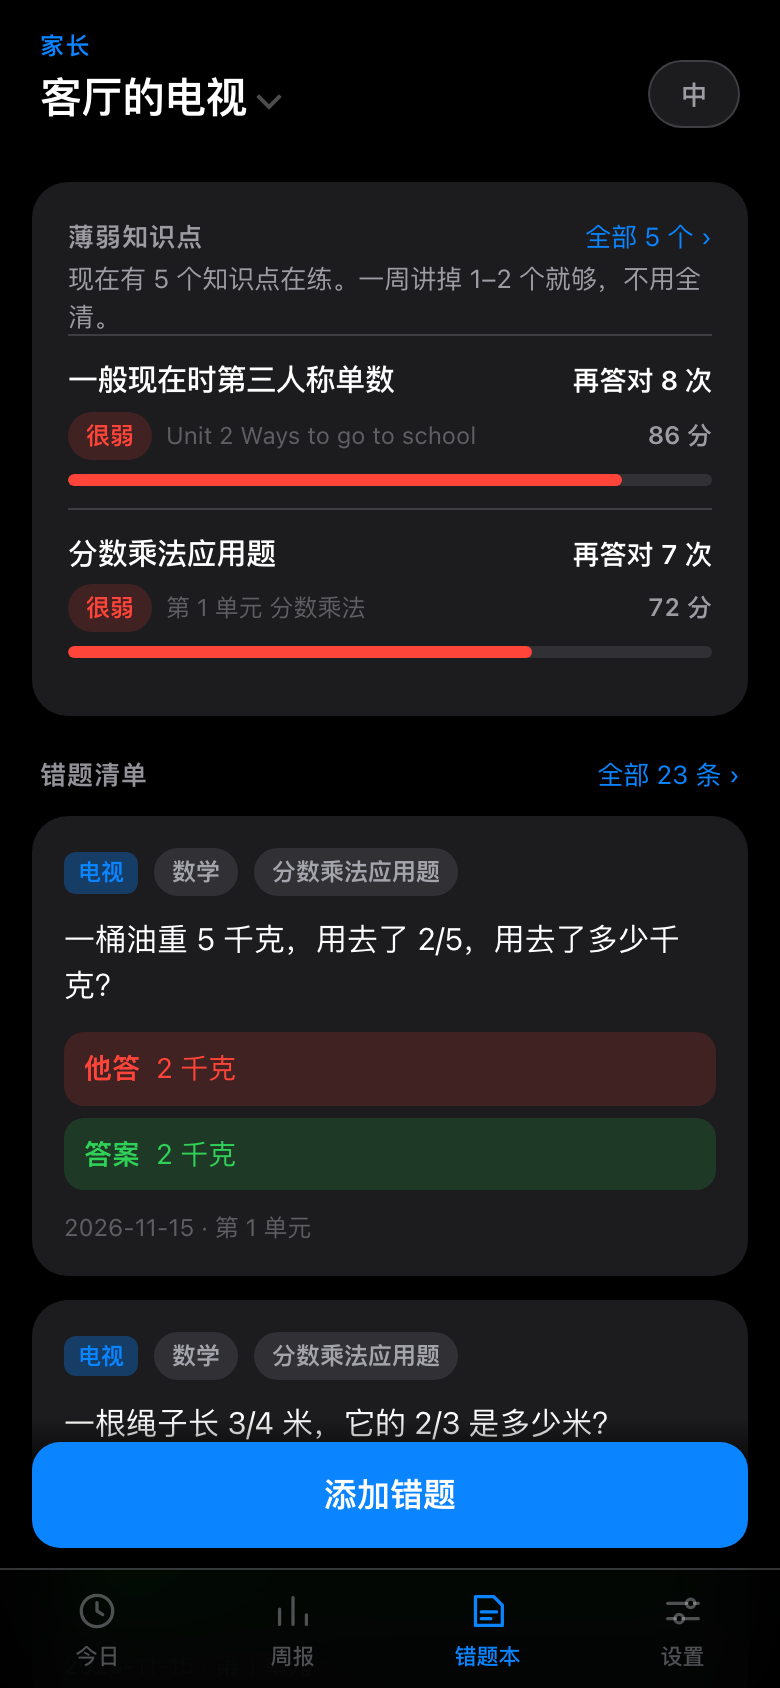 家长
客厅的电视
中
薄弱知识点
全部 5 个 ›
现在有 5 个知识点在练。一周讲掉 1–2 个就够，不用全
清。
一般现在时第三人称单数
再答对 8 次
很弱 Unit 2 Ways to go to school
86 分
分数乘法应用题
再答对 7 次
很弱 第 1 单元 分数乘法
72 分
错题清单
全部 23 条 ›
电视 数学 分数乘法应用题
一桶油重 5 千克，用去了 2/5，用去了多少千
克?
他答 2 千克
答案 2 千克
2026-11-15 · 第 1 单元
电视 数学 分数乘法应用题
一根绳子长 3/4 米，它的 2/3 是多少米?
添加错题
今日 周报 错题本 设置